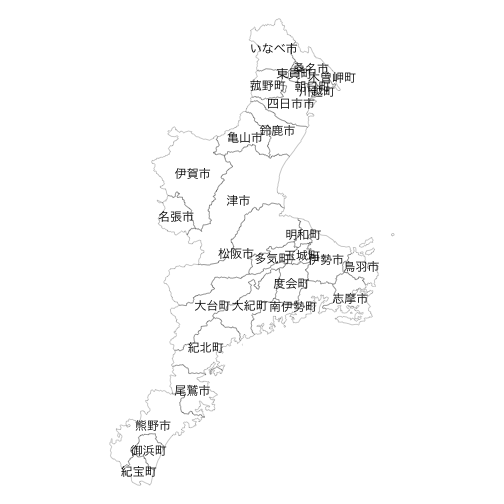 いなべ市
桑名市
東員町
木曽岬町
菰野町
朝日町
川越町
四日市市
鈴鹿市
亀山市
伊賀市
津市
名張市
明和町
松阪市
多気町
玉城町
伊勢市
鳥羽市
度会町
志摩市
大台町
大紀町
南伊勢町
紀北町
尾鷲市
熊野市
御浜町
紀宝町